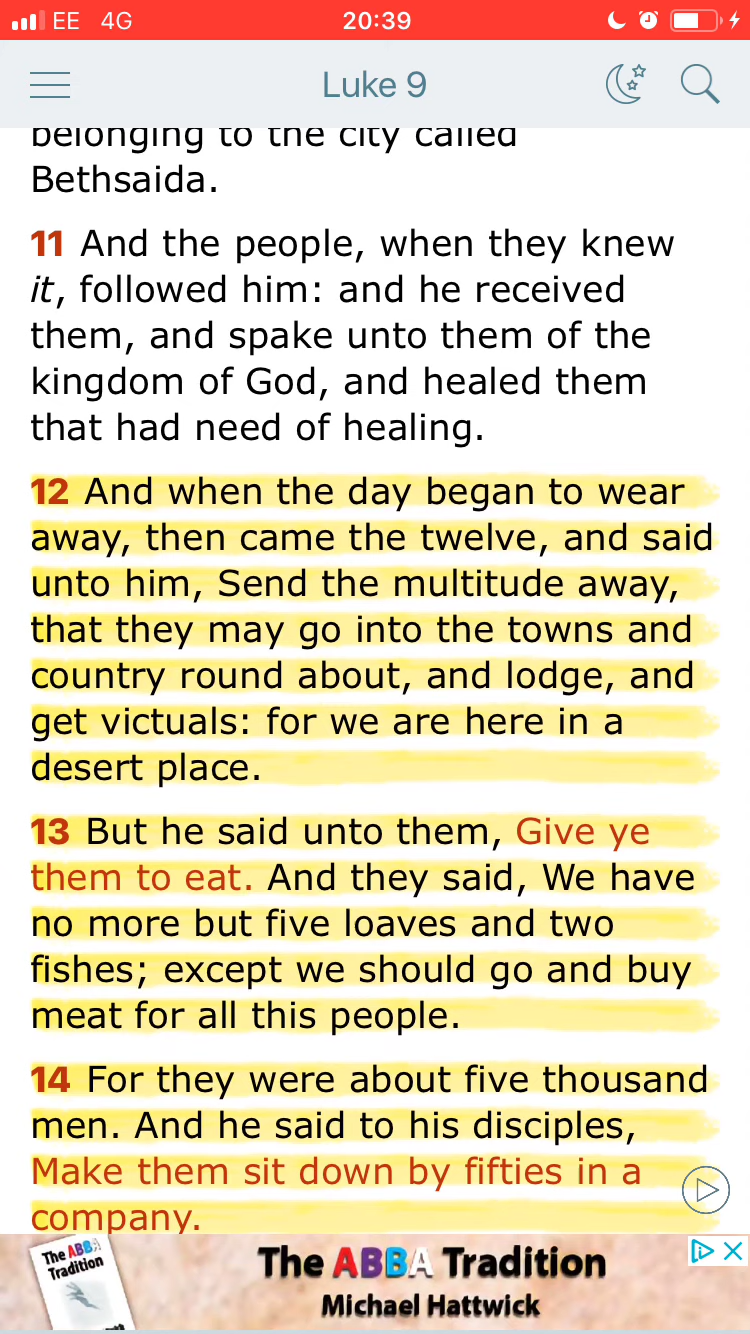 EE 4G 20:39
Luke 9
belonging to the city called
Bethsaida.
11 And the people, when they knew
it, followed him: and he received
them, and spake unto them of the
kingdom of God, and healed them
that had need of healing.
12 And when the day began to wear
away, then came the twelve, and said
unto him, Send the multitude away,
that they may go into the towns and
country round about, and lodge, and
get victuals: for we are here in a
desert place.
13 But he said unto them, Give ye
them to eat. And they said, We have
no more but five loaves and two
fishes; except we should go and buy
meat for all this people.
14 For they were about five thousand
men. And he said to his disciples,
Make them sit down by fifties in a
company.
The ABBA
Tradition
The ABBA Tradition
Michael Hattwick